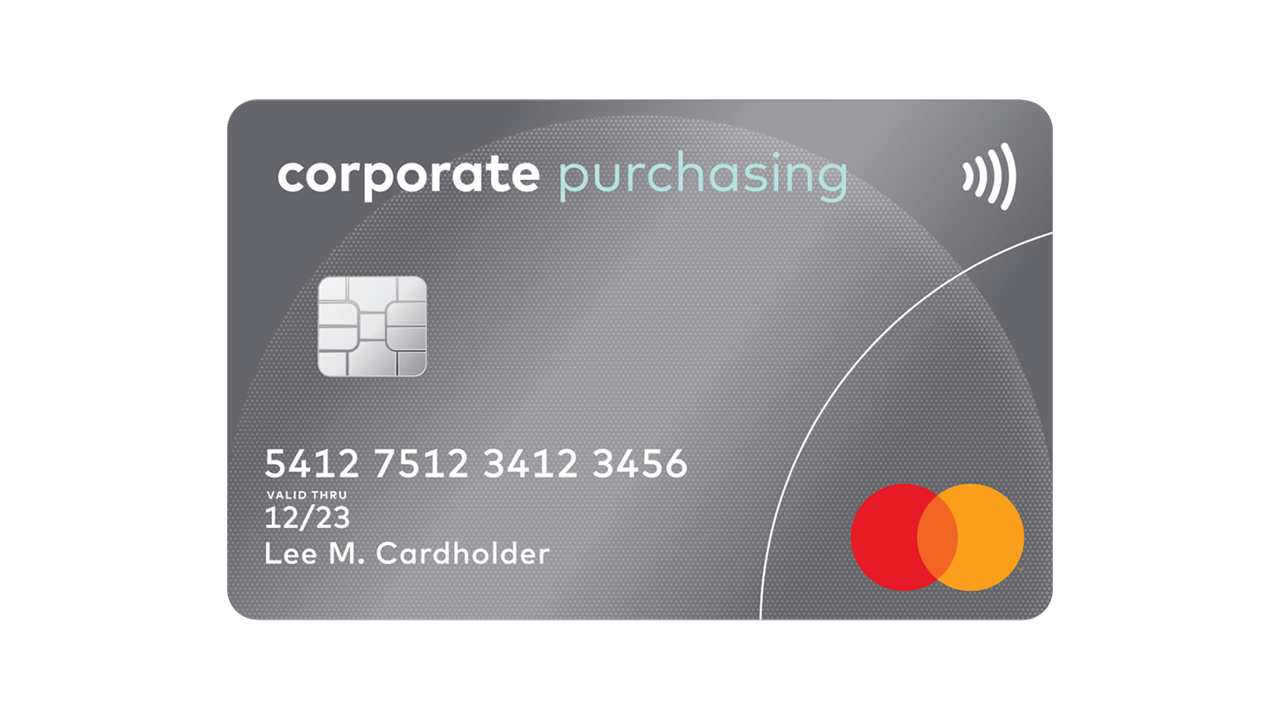 corporate purchasing
5412 7512 3412 3456
VALID THRU
12/23
Lee M. Cardholder